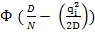 Φ (D/N − (q_i^2/2D))